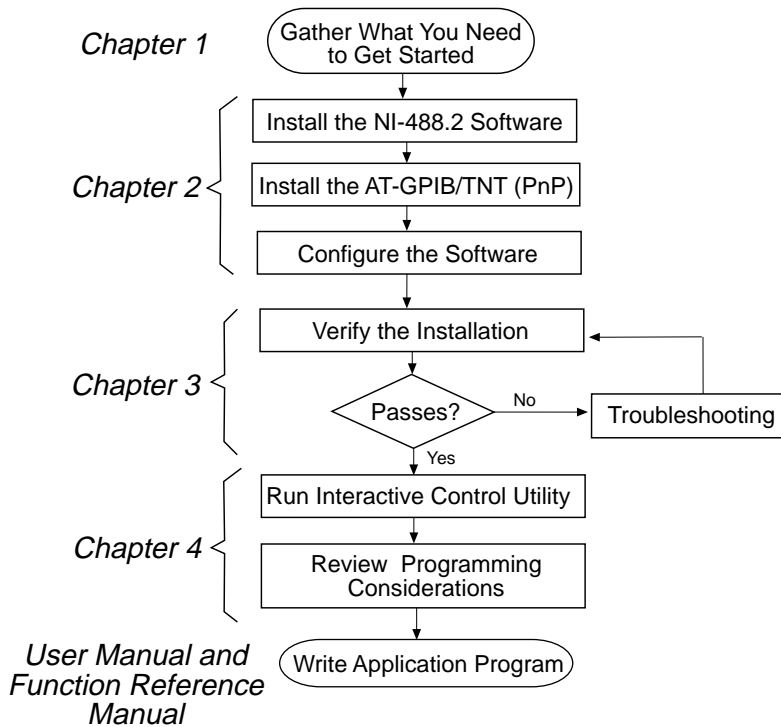 Chapter 1
Gather What You Need
to Get Started
Chapter 2
Install the NI-488.2 Software
Install the AT-GPIB/TNT (PnP)
Configure the Software
Chapter 3
Verify the Installation
Passes?
No
Troubleshooting
Yes
Chapter 4
Run Interactive Control Utility
Review Programming
Considerations
User Manual and
Function Reference
Manual
Write Application Program